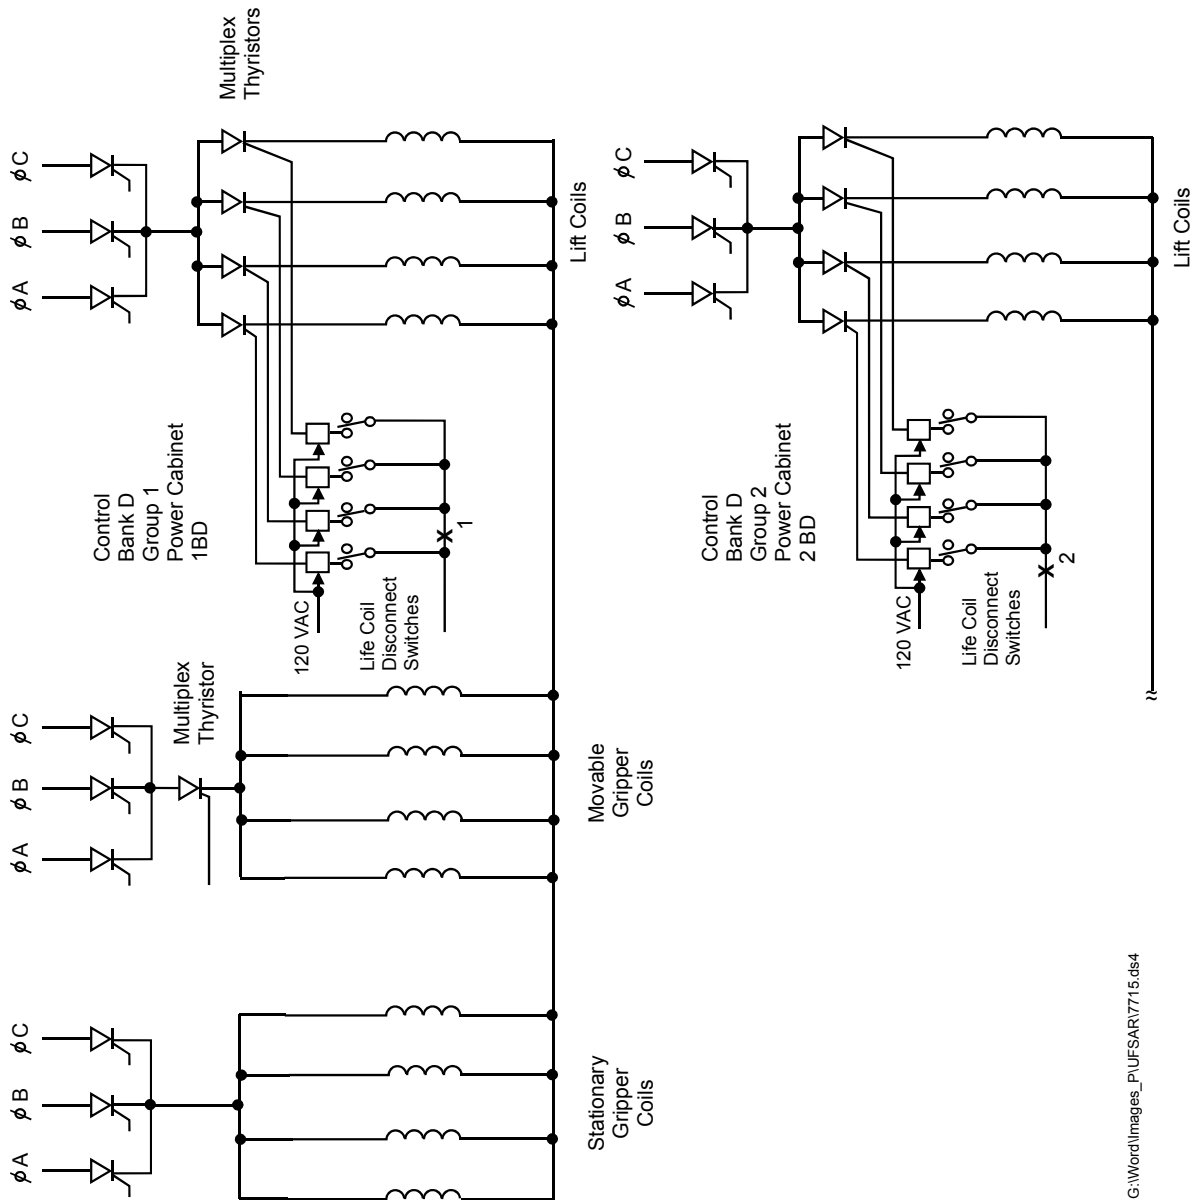 ϕA
ϕB
ϕC
Stationary
Gripper
Coils
ϕA
ϕB
ϕC
Multiplex
Thyristor
Movable
Gripper
Coils
Control
Bank D
Group 1
Power Cabinet
1BD
120 VAC
Life Coil
Disconnect
Switches
1
ϕA
ϕB
ϕC
Multiplex
Thyristors
Lift Coils
Control
Bank D
Group 2
Power Cabinet
2 BD
120 VAC
Life Coil
Disconnect
Switches
2
ϕA
ϕB
ϕC
Lift Coils
G:\Word\Images_P\UFSAR\7715.ds4